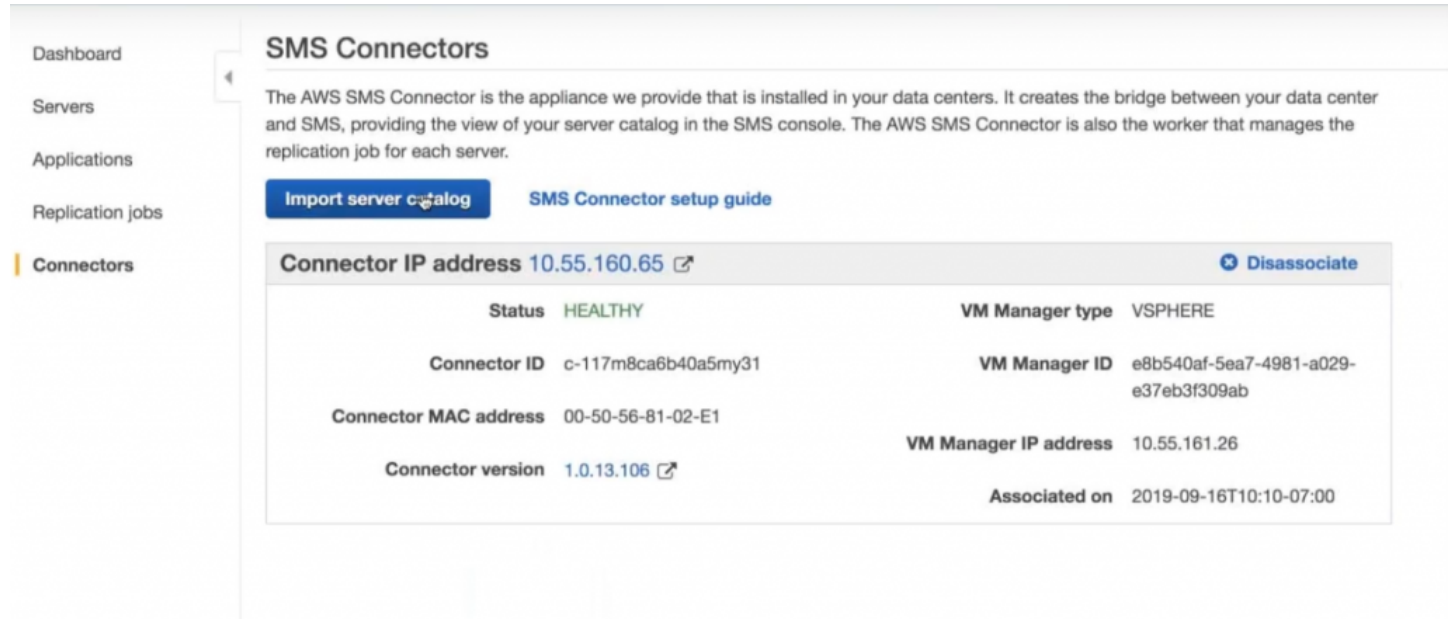 Dashboard
Servers
Applications
Replication jobs
Connectors
SMS Connectors
The AWS SMS Connector is the appliance we provide that is installed in your data centers. It creates the bridge between your data center
and SMS, providing the view of your server catalog in the SMS console. The AWS SMS Connector is also the worker that manages the
replication job for each server.
Import server catalog SMS Connector setup guide
Connector IP address 10.55.160.65 Disassociate
Status HEALTHY
Connector ID c-117m8ca6b40a5my31
Connector MAC address 00-50-56-81-02-E1
Connector version 1.0.13.106
VM Manager type VSPHERE
VM Manager ID e8b540af-5ea7-4981-a029-
e37eb3f309ab
VM Manager IP address 10.55.161.26
Associated on 2019-09-16T10:10-07:00